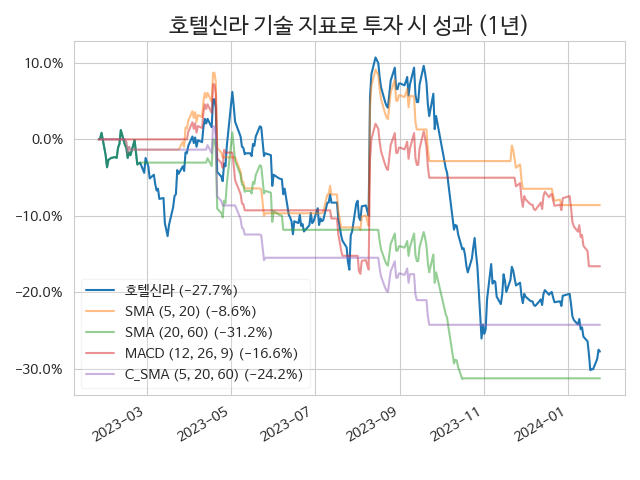 호텔신라 기술 지표로 투자 시 성과 (1년)
10.0%
0.0%
−10.0%
−20.0%
−30.0%
호텔신라 (−27.7%)
SMA (5, 20) (−8.6%)
SMA (20, 60) (−31.2%)
MACD (12, 26, 9) (−16.6%)
C_SMA (5, 20, 60) (−24.2%)
2023−03
2023−05
2023−07
2023−09
2023−11
2024−01